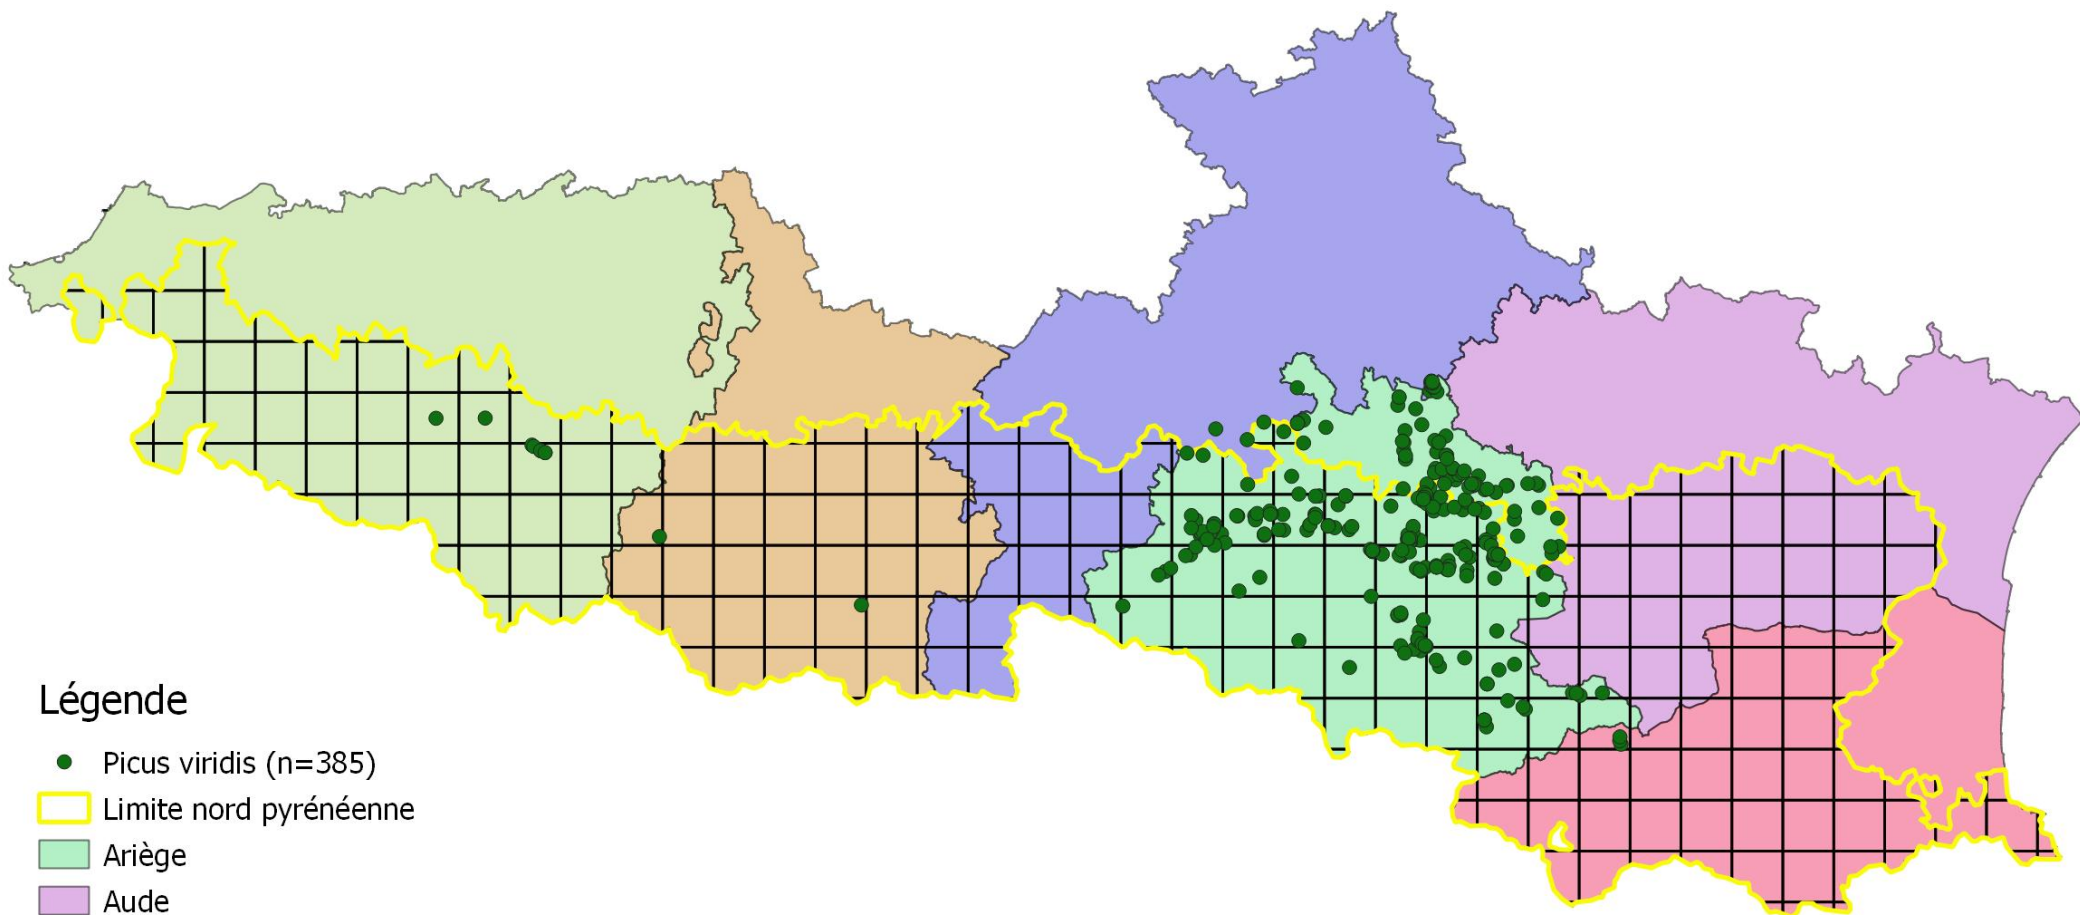 Légende
Picus viridis (n=385)
Limite nord pyrénéenne
Ariège
Aude